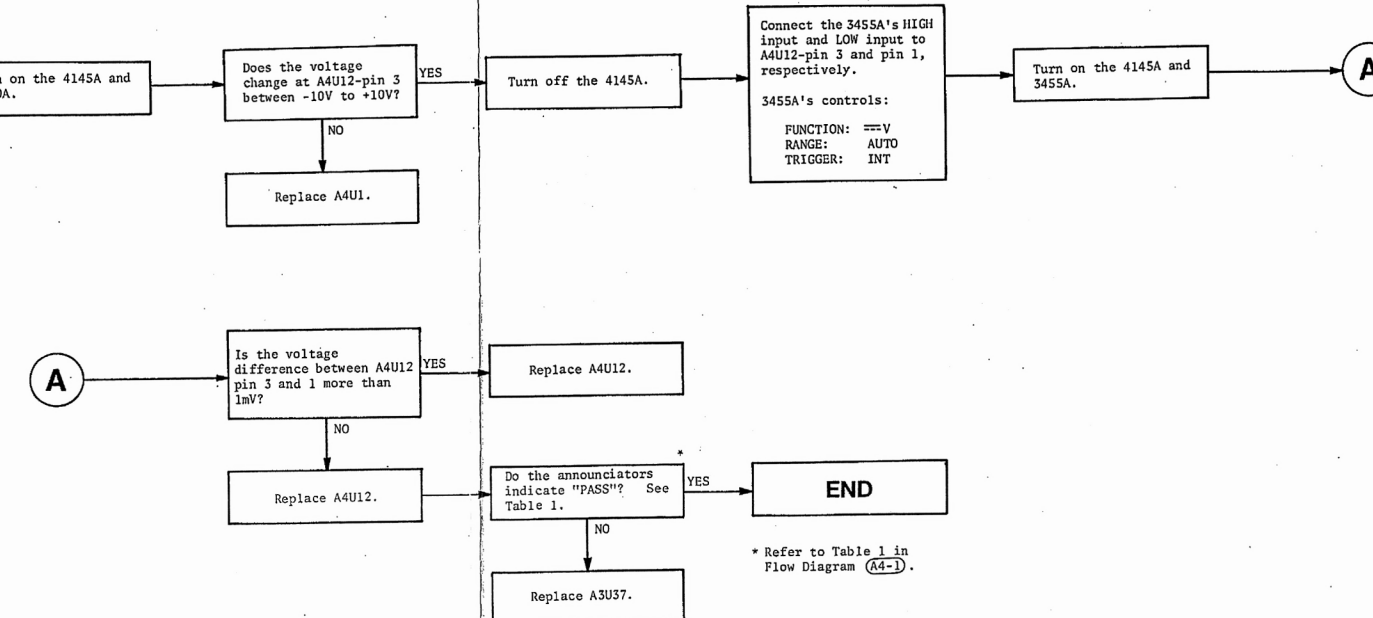 on the 4145A and
A.
Does the voltage
change at A4U12-pin 3
between -10V to +10V?
YES
NO
Replace A4U1.
Turn off the 4145A.
Connect the 3455A's HIGH
input and LOW input to
A4U12-pin 3 and pin 1,
respectively.
3455A's controls:
FUNCTION: ⎓V
RANGE: AUTO
TRIGGER: INT
Turn on the 4145A and
3455A.
A
A
Is the voltage
difference between A4U12
pin 3 and 1 more than
1mV?
YES
Replace A4U12.
NO
Replace A4U12.
*
Do the announciators
indicate "PASS"? See
Table 1.
YES
END
NO
Replace A3U37.
* Refer to Table 1 in
Flow Diagram A4-1.